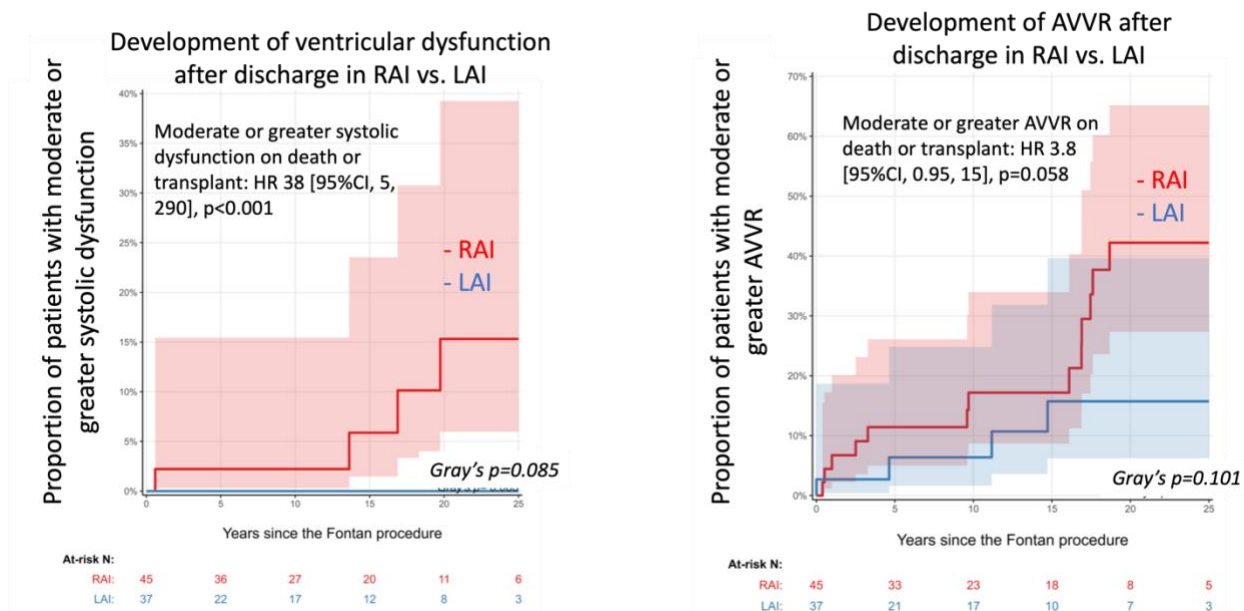 Development of ventricular dysfunction
after discharge in RAI vs. LAI
Proportion of patients with moderate or
greater systolic dysfunction
40%
35%
30%
25%
20%
15%
10%
5%
0%
Moderate or greater systolic
dysfunction on death or
transplant: HR 38 [95%CI, 5,
290], p<0.001
- RAI
- LAI
Gray's p=0.085
0 5 10 15 20 25
Years since the Fontan procedure
At-risk N:
RAI: 45 36 27 20 11 6
LAI: 37 22 17 12 8 3
Development of AVVR after
discharge in RAI vs. LAI
Proportion of patients with moderate or
greater AVVR
70%
60%
50%
40%
30%
20%
10%
0%
Moderate or greater AVVR on
death or transplant: HR 3.8
[95%CI, 0.95, 15], p=0.058
- RAI
- LAI
Gray's p=0.101
0 5 10 15 20 25
Years since the Fontan procedure
At-risk N:
RAI: 45 33 23 18 8 5
LAI: 37 21 17 10 7 3